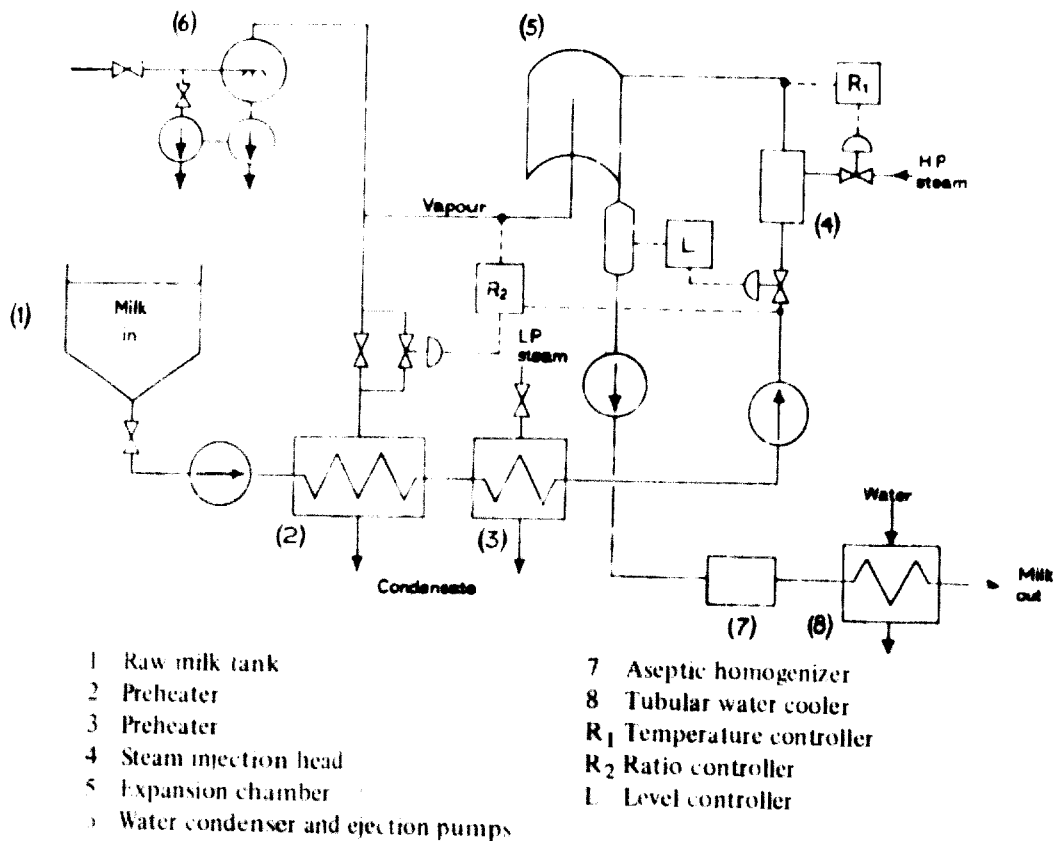 (6)
(5)
R1
HP
steam
(4)
Vapour
L
(1)
Milk
in
R2
LP
steam
Water
(2)
(3)
Condensate
Milk
out
(7)
(8)
1 Raw milk tank
2 Preheater
3 Preheater
4 Steam injection head
5 Expansion chamber
Water condenser and ejection pumps
7 Aseptic homogenizer
8 Tubular water cooler
R1 Temperature controller
R2 Ratio controller
L Level controller